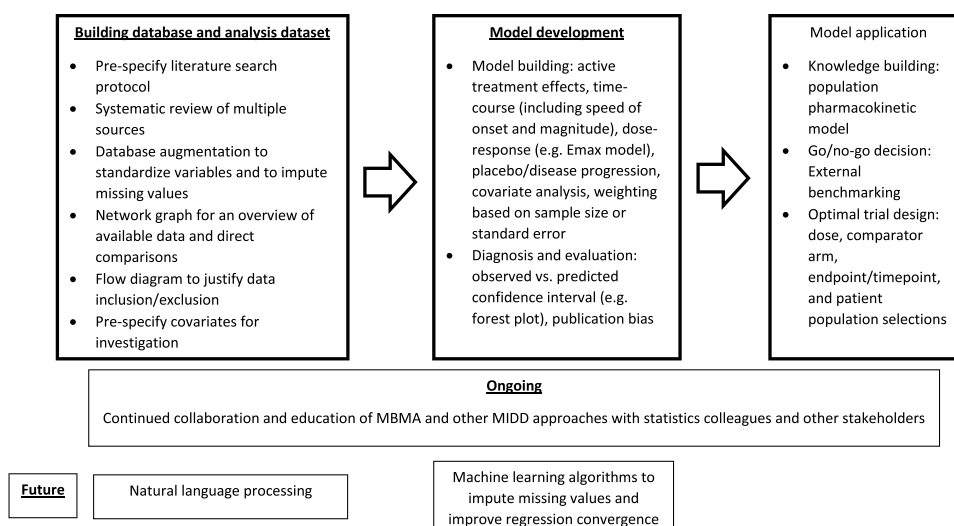 Building database and analysis dataset
• Pre-specify literature search
protocol
• Systematic review of multiple
sources
• Database augmentation to
standardize variables and to impute
missing values
• Network graph for an overview of
available data and direct
comparisons
• Flow diagram to justify data
inclusion/exclusion
• Pre-specify covariates for
investigation
Model development
• Model building: active
treatment effects, time-
course (including speed of
onset and magnitude), dose-
response (e.g. Emax model),
placebo/disease progression,
covariate analysis, weighting
based on sample size or
standard error
• Diagnosis and evaluation:
observed vs. predicted
confidence interval (e.g.
forest plot), publication bias
Model application
• Knowledge building:
population
pharmacokinetic
model
• Go/no-go decision:
External
benchmarking
• Optimal trial design:
dose, comparator
arm,
endpoint/timepoint,
and patient
population selections
Ongoing
Continued collaboration and education of MBMA and other MIDD approaches with statistics colleagues and other stakeholders
Future
Natural language processing
Machine learning algorithms to
impute missing values and
improve regression convergence